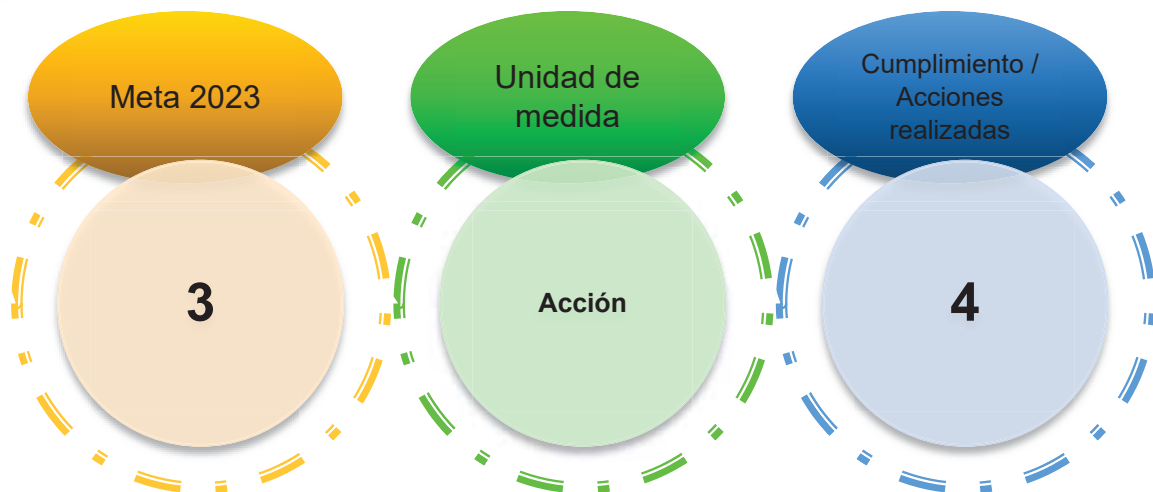 Meta 2023
Unidad de
medida
Cumplimiento /
Acciones
realizadas
3
Acción
4